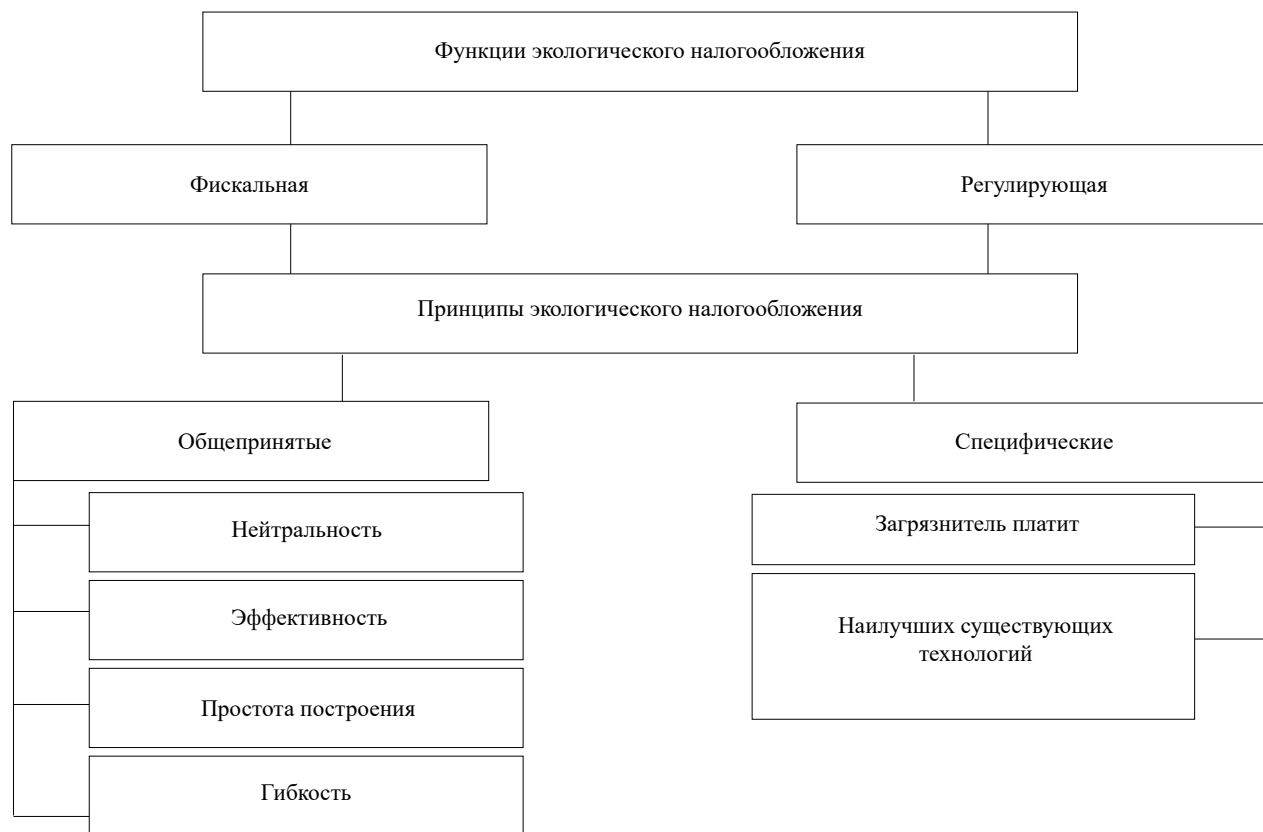 Функции экологического налогообложения
Фискальная
Регулирующая
Принципы экологического налогообложения
Общепринятые
Специфические
Нейтральность
Загрязнитель платит
Эффективность
Наилучших существующих
технологий
Простота построения
Гибкость